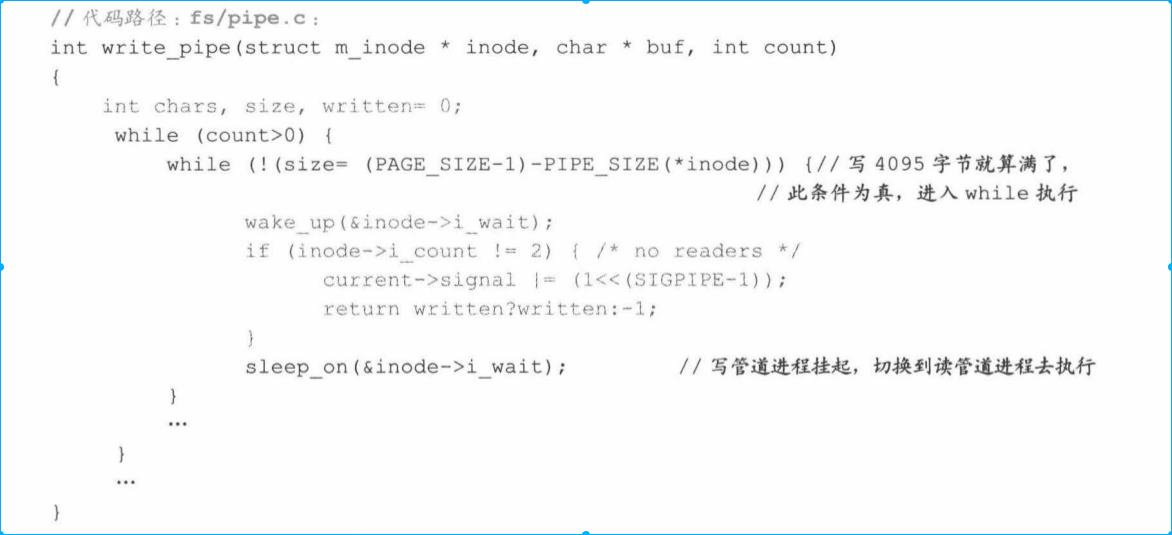 // 代码路径：fs/pipe.c：
int write_pipe(struct m_inode * inode, char * buf, int count)
{
int chars, size, written= 0;
while (count>0) {
while (!(size= (PAGE_SIZE-1)-PIPE_SIZE(*inode))) {// 写 4095 字节就算满了，
// 此条件为真，进入 while 执行
wake_up(&inode->i_wait);
if (inode->i_count != 2) { /* no readers */
current->signal |= (1<<(SIGPIPE-1));
return written?written:-1;
}
sleep_on(&inode->i_wait); // 写管道进程挂起，切换到读管道进程去执行
}
…
}
…
}